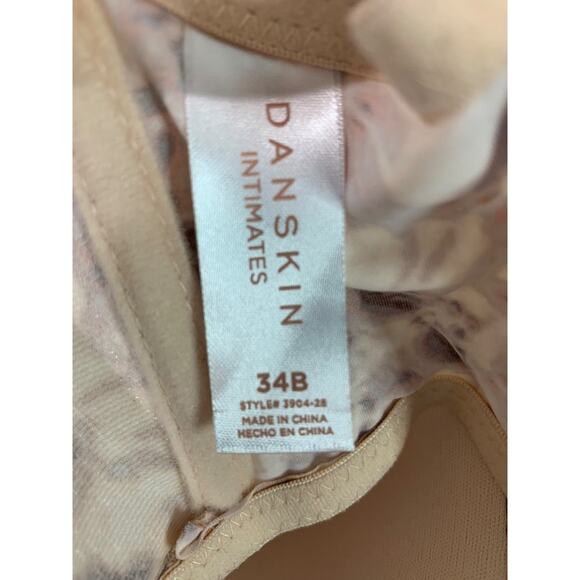 DANSKIN
INTIMATES
34B
STYLE# 3904-28
MADE IN CHINA
HECHO EN CHINA